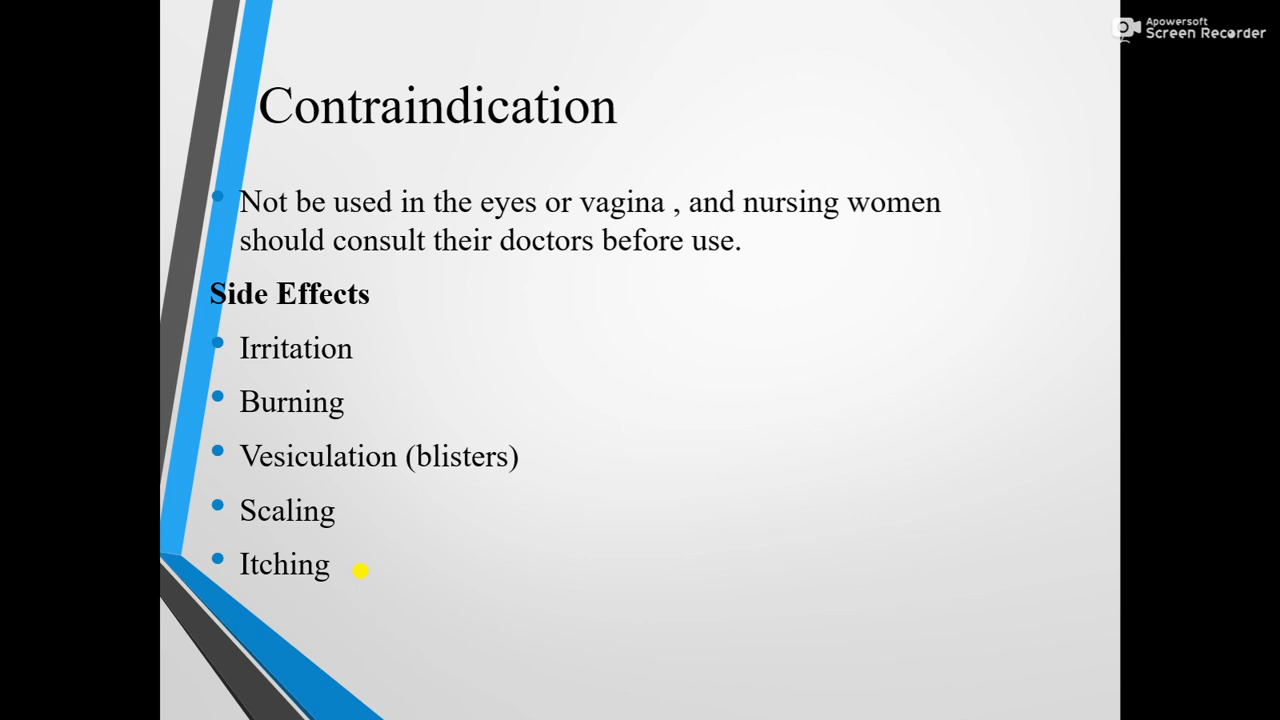 Apowersoft
Screen Recorder
Contraindication
Not be used in the eyes or vagina , and nursing women
should consult their doctors before use.
Side Effects
Irritation
Burning
Vesiculation (blisters)
Scaling
Itching